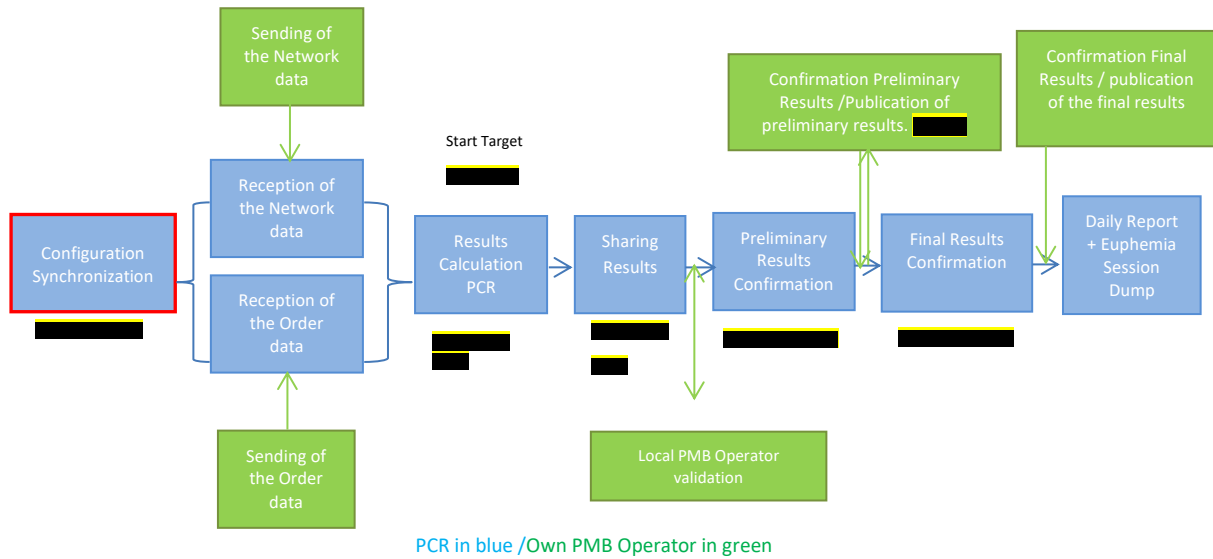 Sending of
the Network
data
Confirmation Preliminary
Results /Publication of
preliminary results.
Confirmation Final
Results / publication
of the final results
Start Target
Reception of
the Network
data
Configuration
Synchronization
Results
Calculation
PCR
Sharing
Results
Preliminary
Results
Confirmation
Final Results
Confirmation
Daily Report
+ Euphemia
Session
Dump
Reception of
the Order
data
Sending of
the Order
data
Local PMB Operator
validation
PCR in blue /Own PMB Operator in green